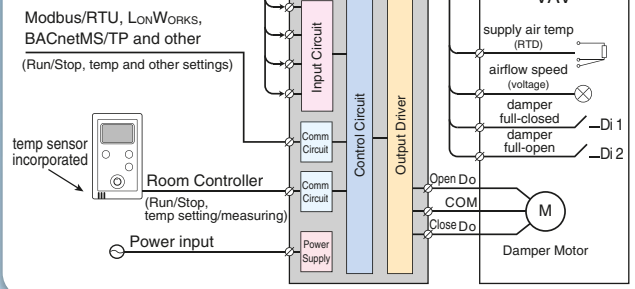 VAV
Modbus/RTU, LONWORKS,
BACnetMS/TP and other
(Run/Stop, temp and other settings)
Input Circuit
Control Circuit
Output Driver
supply air temp
(RTD)
airflow speed
(voltage)
damper
full-closed
Di 1
damper
full-open
Di 2
Comm
Circuit
temp sensor
incorporated
Room Controller
(Run/Stop,
temp setting/measuring)
Comm
Circuit
Open Do
COM
Close Do
M
Damper Motor
Power input
Power
Supply